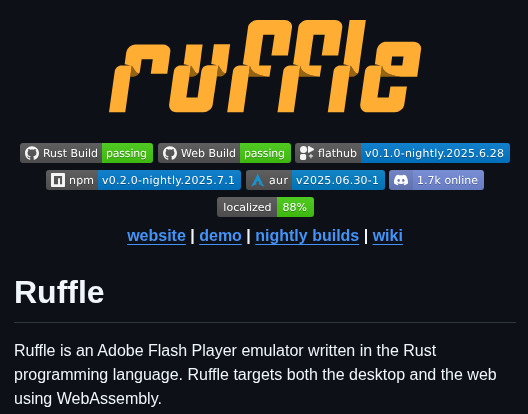 ruffle
Rust Build passing Web Build passing flathub v0.1.0-nightly.2025.6.28
npm v0.2.0-nightly.2025.7.1 aur v2025.06.30-1 1.7k online
localized 88%
website | demo | nightly builds | wiki
Ruffle
Ruffle is an Adobe Flash Player emulator written in the Rust
programming language. Ruffle targets both the desktop and the web
using WebAssembly.